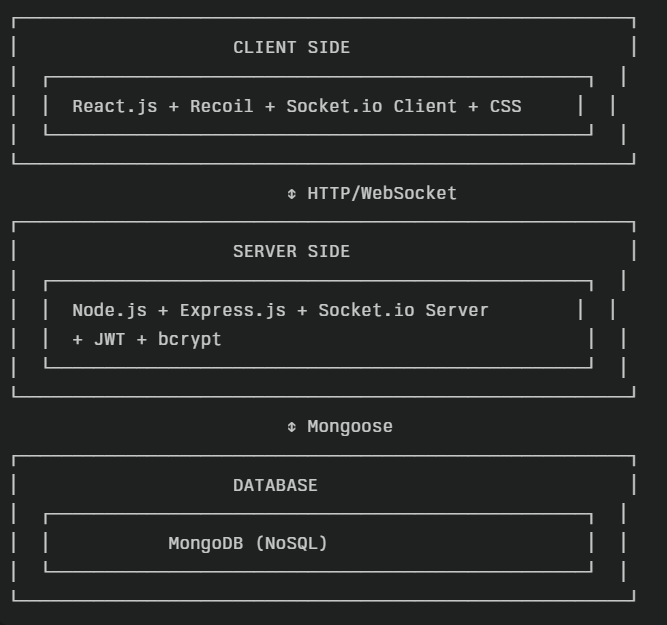 CLIENT SIDE
React.js + Recoil + Socket.io Client + CSS
↕ HTTP/WebSocket
SERVER SIDE
Node.js + Express.js + Socket.io Server
+ JWT + bcrypt
↕ Mongoose
DATABASE
MongoDB (NoSQL)